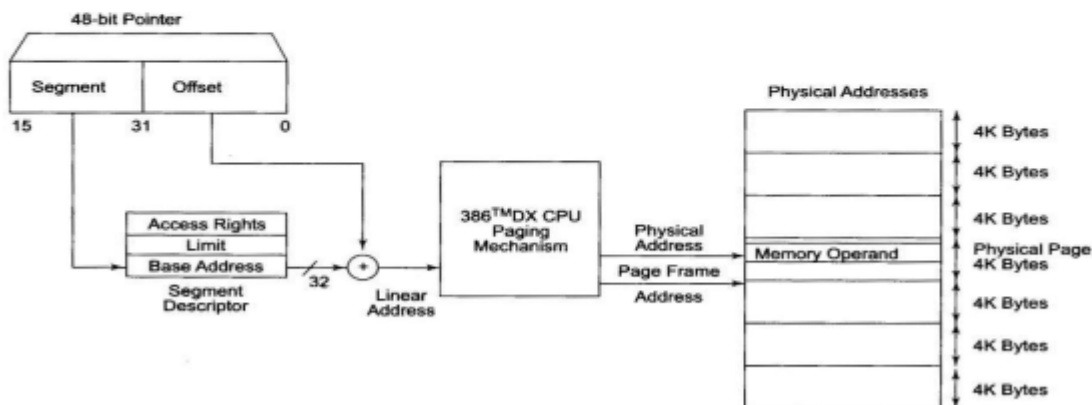 48-bit Pointer
Segment
Offset
15
31
0
Access Rights
Limit
Base Address
Segment
Descriptor
32
+
Linear
Address
386TMDX CPU
Paging
Mechanism
Physical
Address
Page Frame
Address
Physical Addresses
4K Bytes
4K Bytes
4K Bytes
Memory Operand
Physical Page
4K Bytes
4K Bytes
4K Bytes
4K Bytes